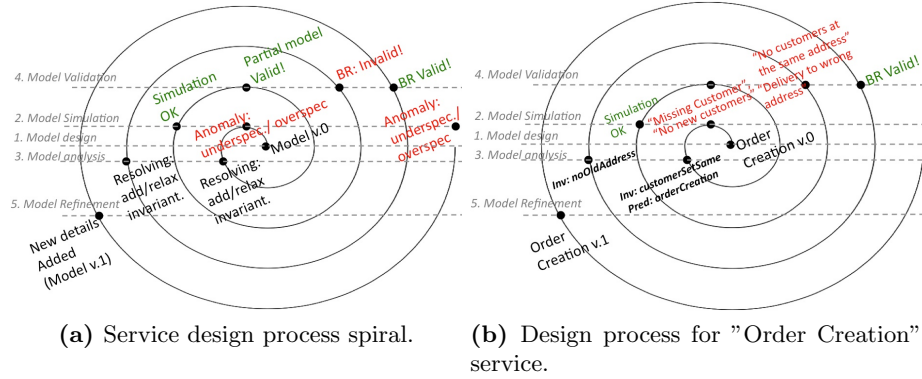 4. Model Validation
2. Model Simulation
1. Model design
3. Model analysis
5. Model Refinement
Simulation
OK
Partial model
Valid!
BR: Invalid!
BR Valid!
Anomaly:
underspec./ overspec
Anomaly:
underspec./
overspec
Model v.0
Resolving:
add/relax
invariant.
Resolving:
add/relax
invariant.
New details
Added
(Model v.1)
(a) Service design process spiral.
4. Model Validation
2. Model Simulation
1. Model design
3. Model analysis
5. Model Refinement
Simulation
OK
"Missing Customer"
"No new customers"
"No customers at
the same address"
"Delivery to wrong
address"
BR Valid!
Order
Creation v.0
Inv: noOldAddress
Inv: customerSetSame
Pred: orderCreation
Order
Creation v.1
(b) Design process for ”Order Creation”
service.